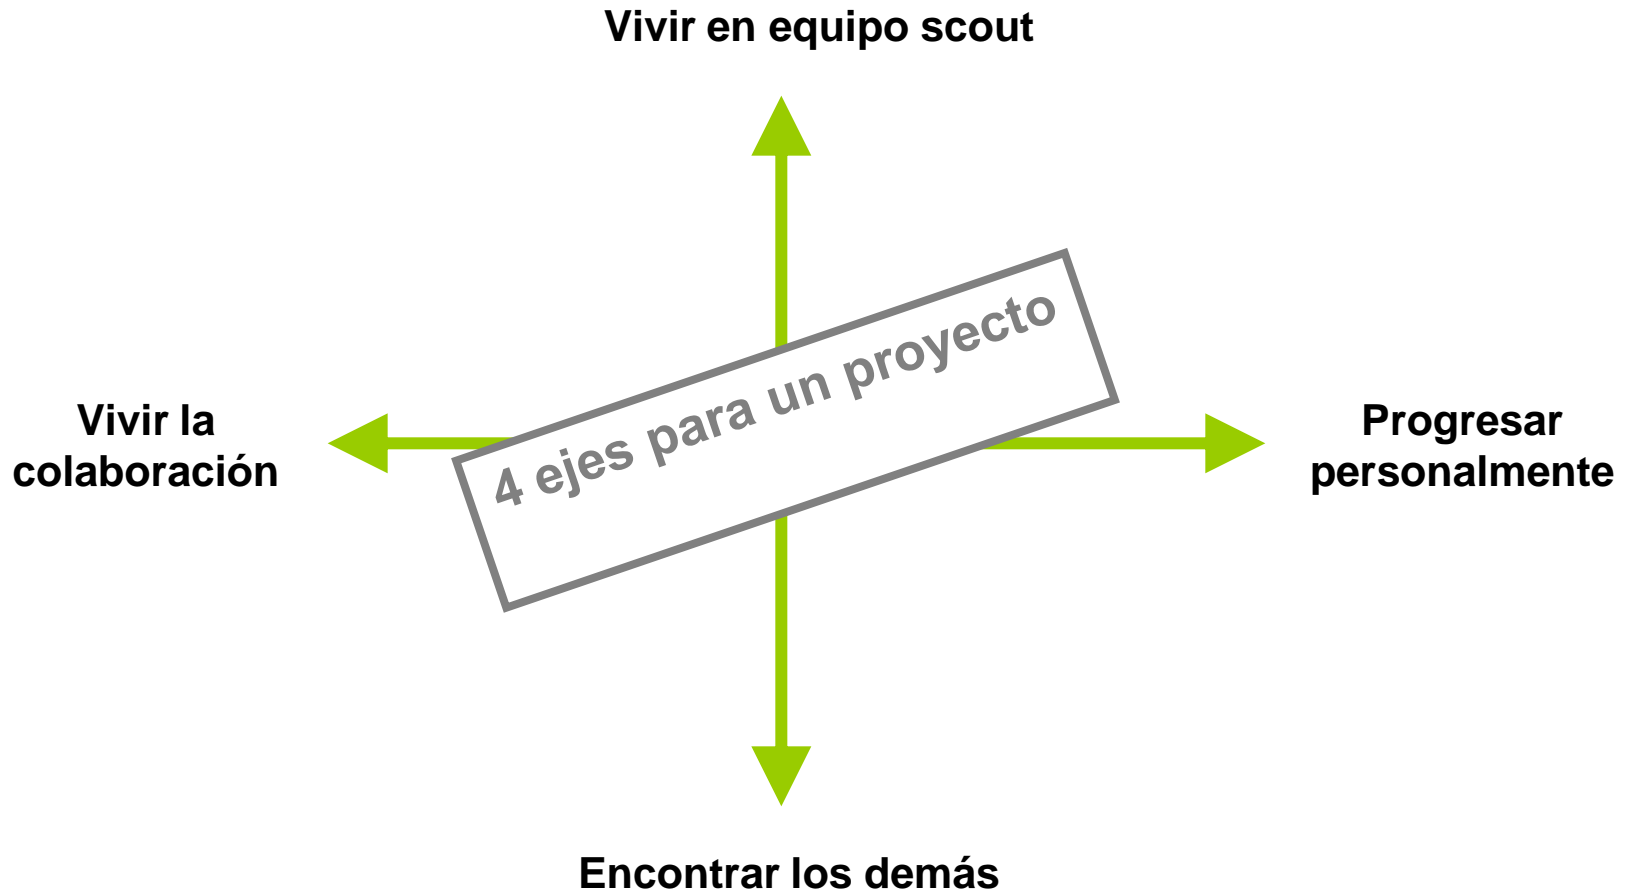 Vivir en equipo scout
4 ejes para un proyecto
Vivir la
colaboración
Progresar
personalmente
Encontrar los demás